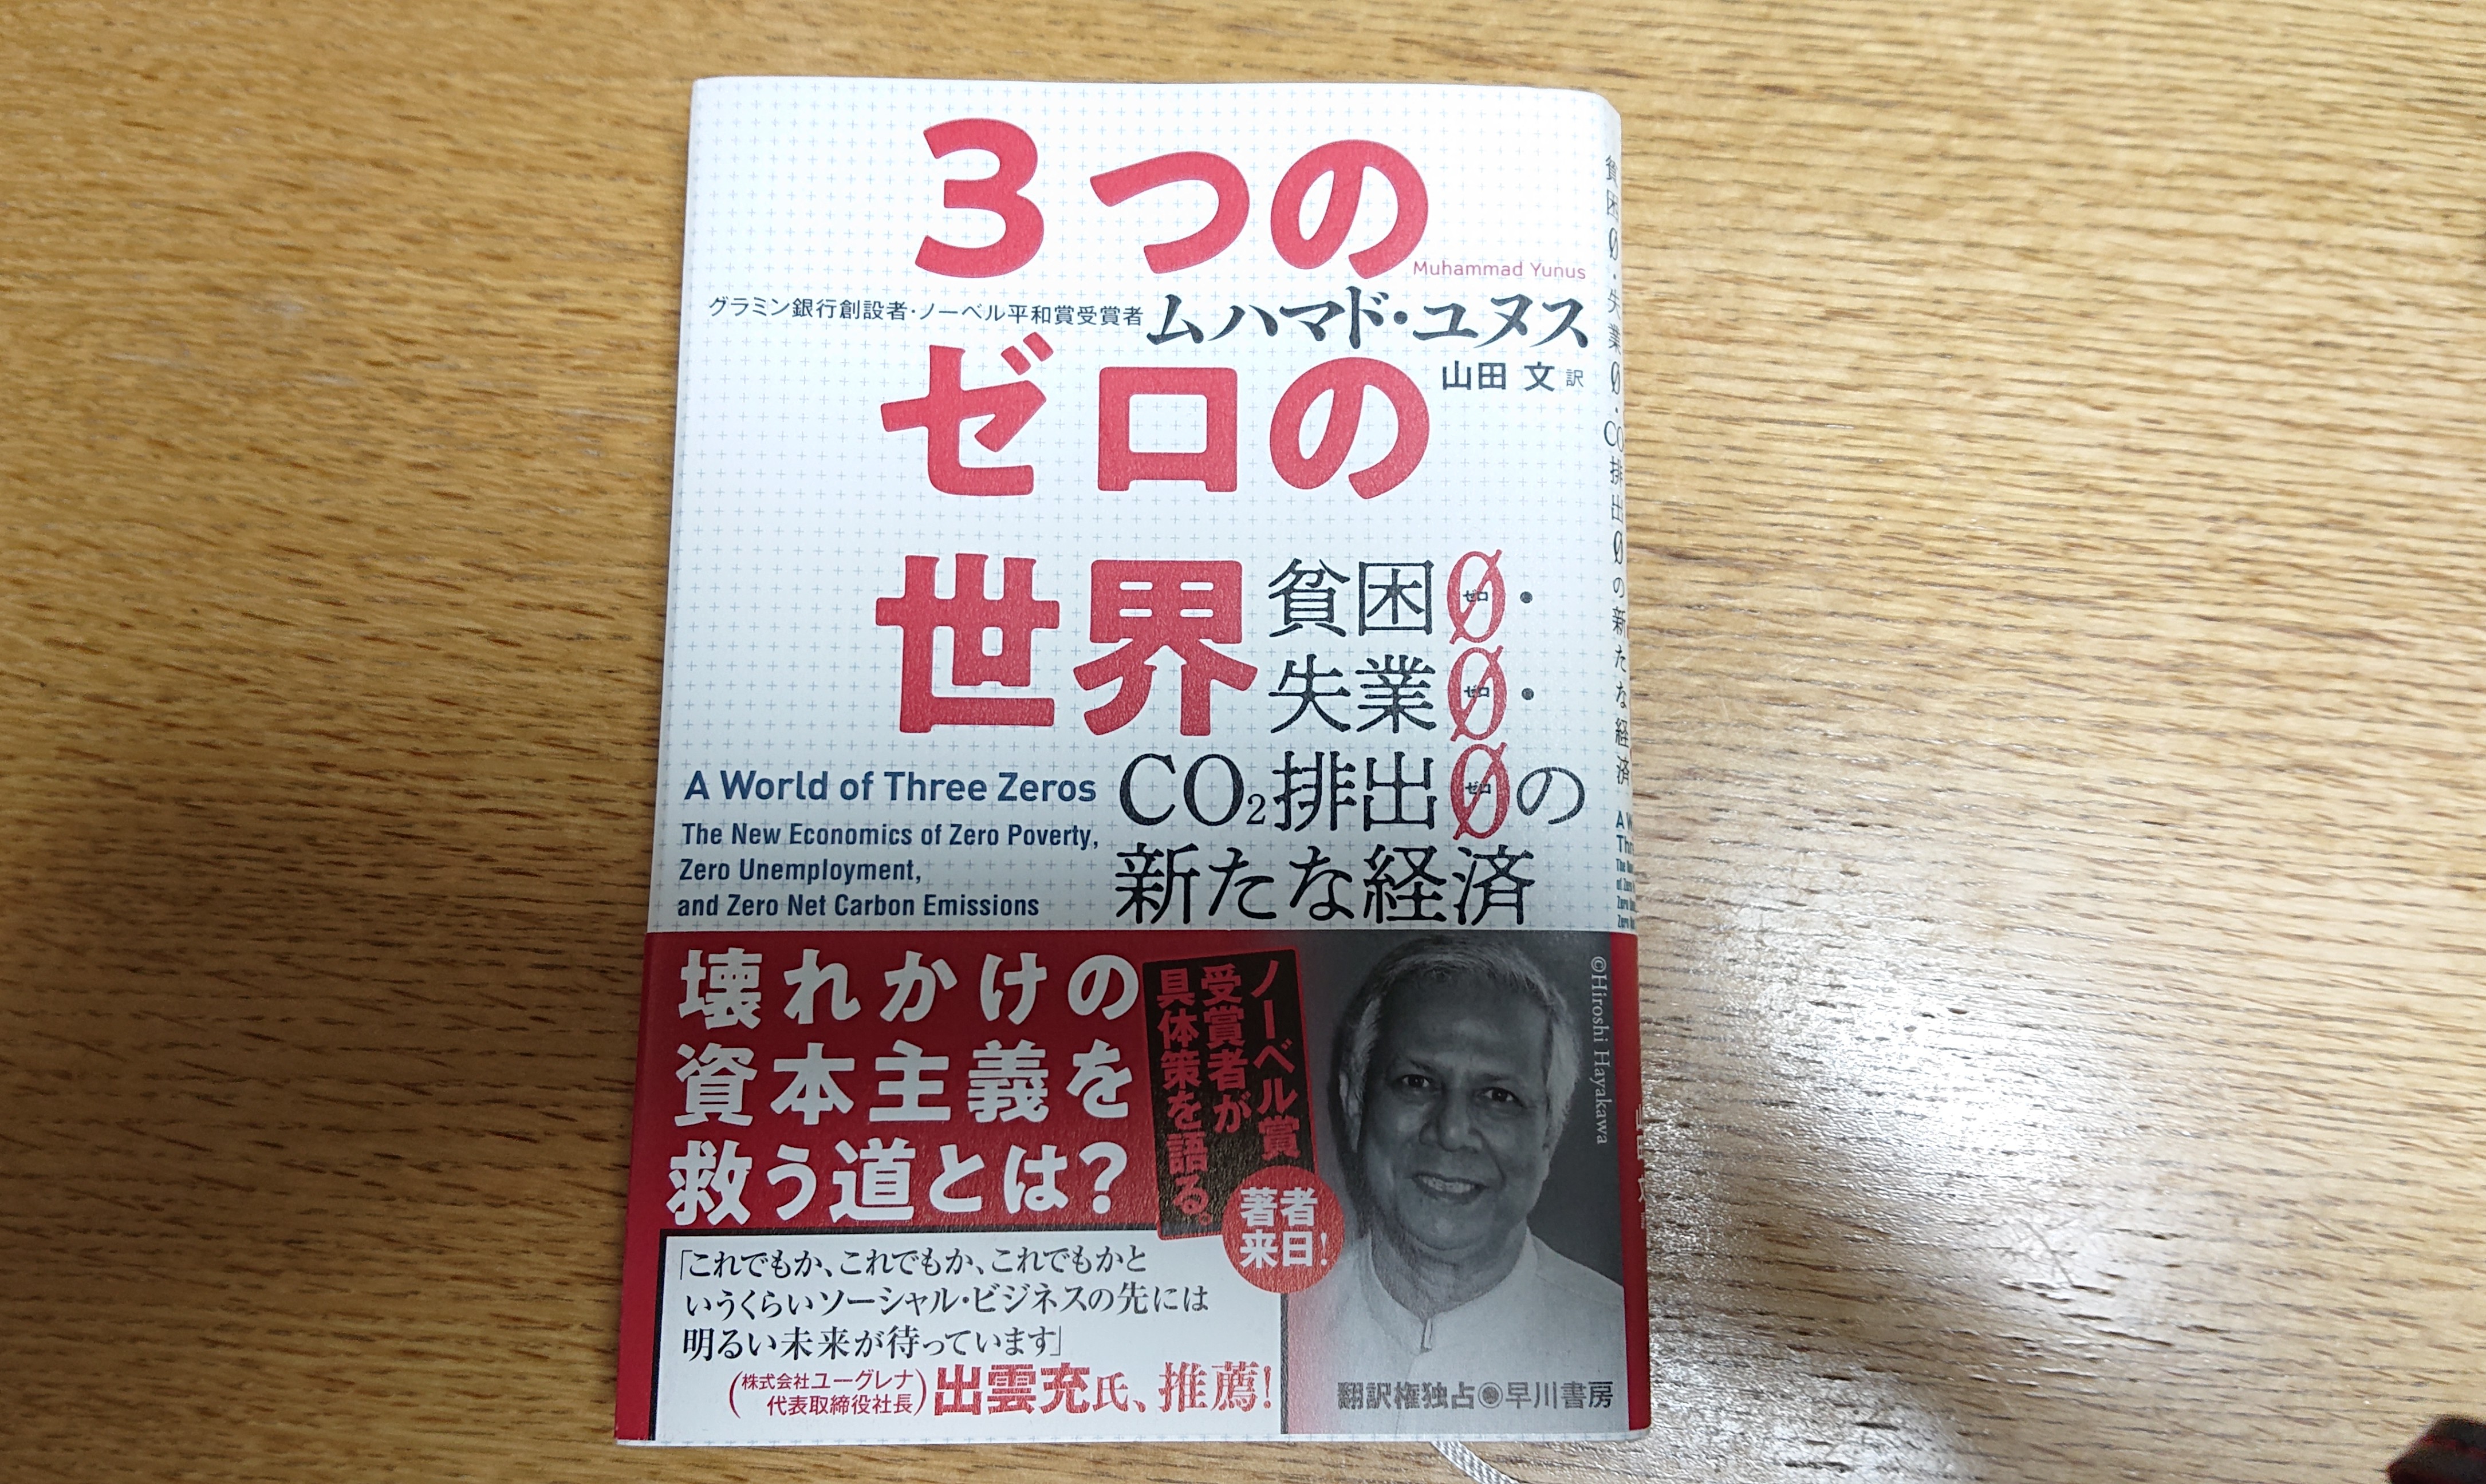 3つの
Muhammad Yunus
グラミン銀行創設者・ノーベル平和賞受賞者 ムハマド・ユヌス
ゼロの
山田 文 訳
世界
貧困0ゼロ・
失業0ゼロ・
CO₂排出0ゼロの
新たな経済
A World of Three Zeros
The New Economics of Zero Poverty,
Zero Unemployment,
and Zero Net Carbon Emissions
壊れかけの
資本主義を
救う道とは?
ノーベル賞
受賞者が
具体策を語る。
著者
来日!
©Hiroshi Hayakawa
「これでもか、これでもか、これでもかと
いうくらいソーシャル・ビジネスの先には
明るい未来が待っています」
(株式会社ユーグレナ
代表取締役社長)出雲充氏、推薦!
翻訳権独占 早川書房
貧困0・失業0・CO₂排出0の新たな経済